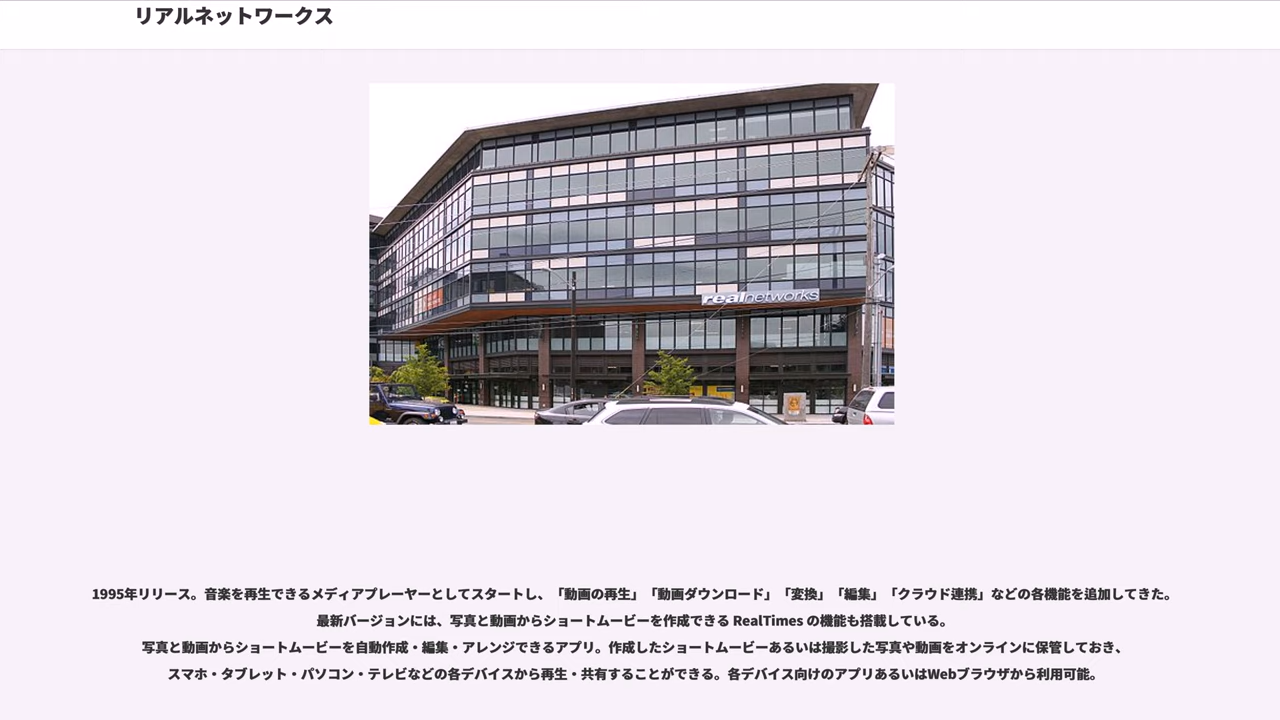 リアルネットワークス
realnetworks
1995年リリース。音楽を再生できるメディアプレーヤーとしてスタートし、「動画の再生」「動画ダウンロード」「変換」「編集」「クラウド連携」などの各機能を追加してきた。
最新バージョンには、写真と動画からショートムービーを作成できる RealTimes の機能も搭載している。
写真と動画からショートムービーを自動作成・編集・アレンジできるアプリ。作成したショートムービーあるいは撮影した写真や動画をオンラインに保管しておき、
スマホ・タブレット・パソコン・テレビなどの各デバイスから再生・共有することができる。各デバイス向けのアプリあるいはWebブラウザから利用可能。